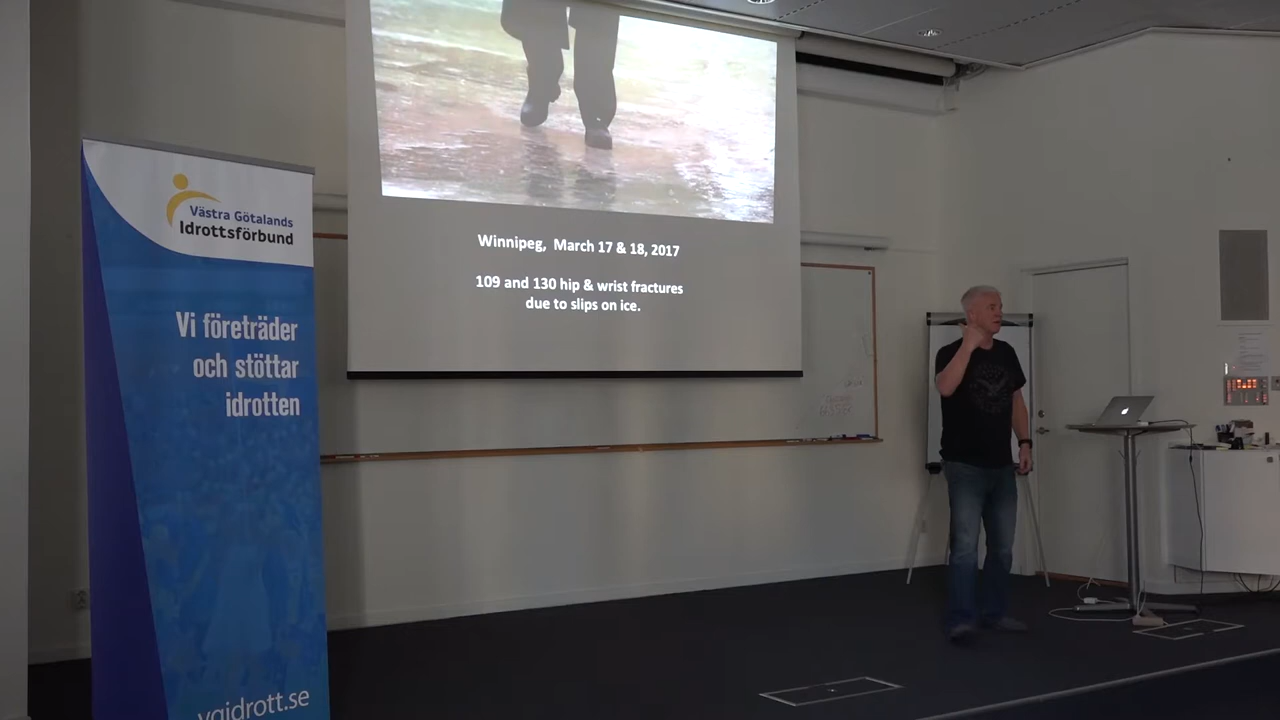 Västra Götalands
Idrottsförbund
Vi företräder
och stöttar
idrotten
vgidrott.se
Winnipeg,  March 17 & 18, 2017
109 and 130 hip & wrist fractures
due to slips on ice.